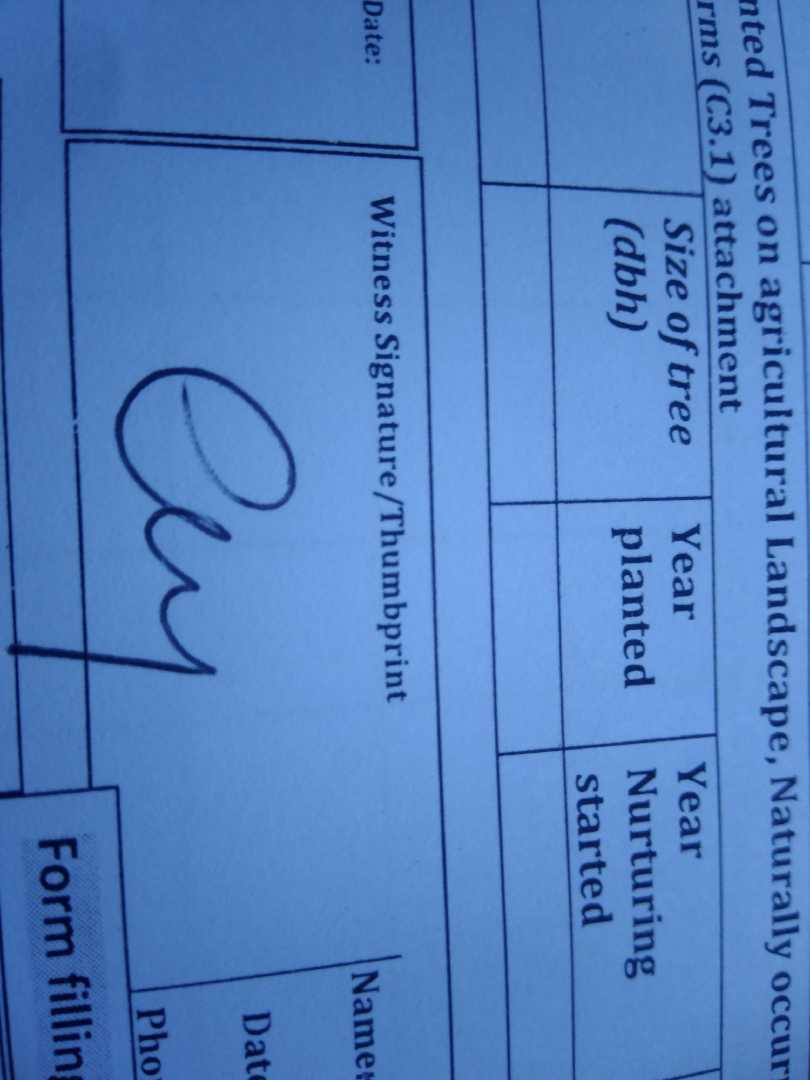 nted Trees on agricultural Landscape, Naturally occur
rms (C3.1) attachment
Size of tree
(dbh)
Year
planted
Year
Nurturing
started
Date:
Witness Signature/Thumbprint
Names
Date
Pho
Form filling